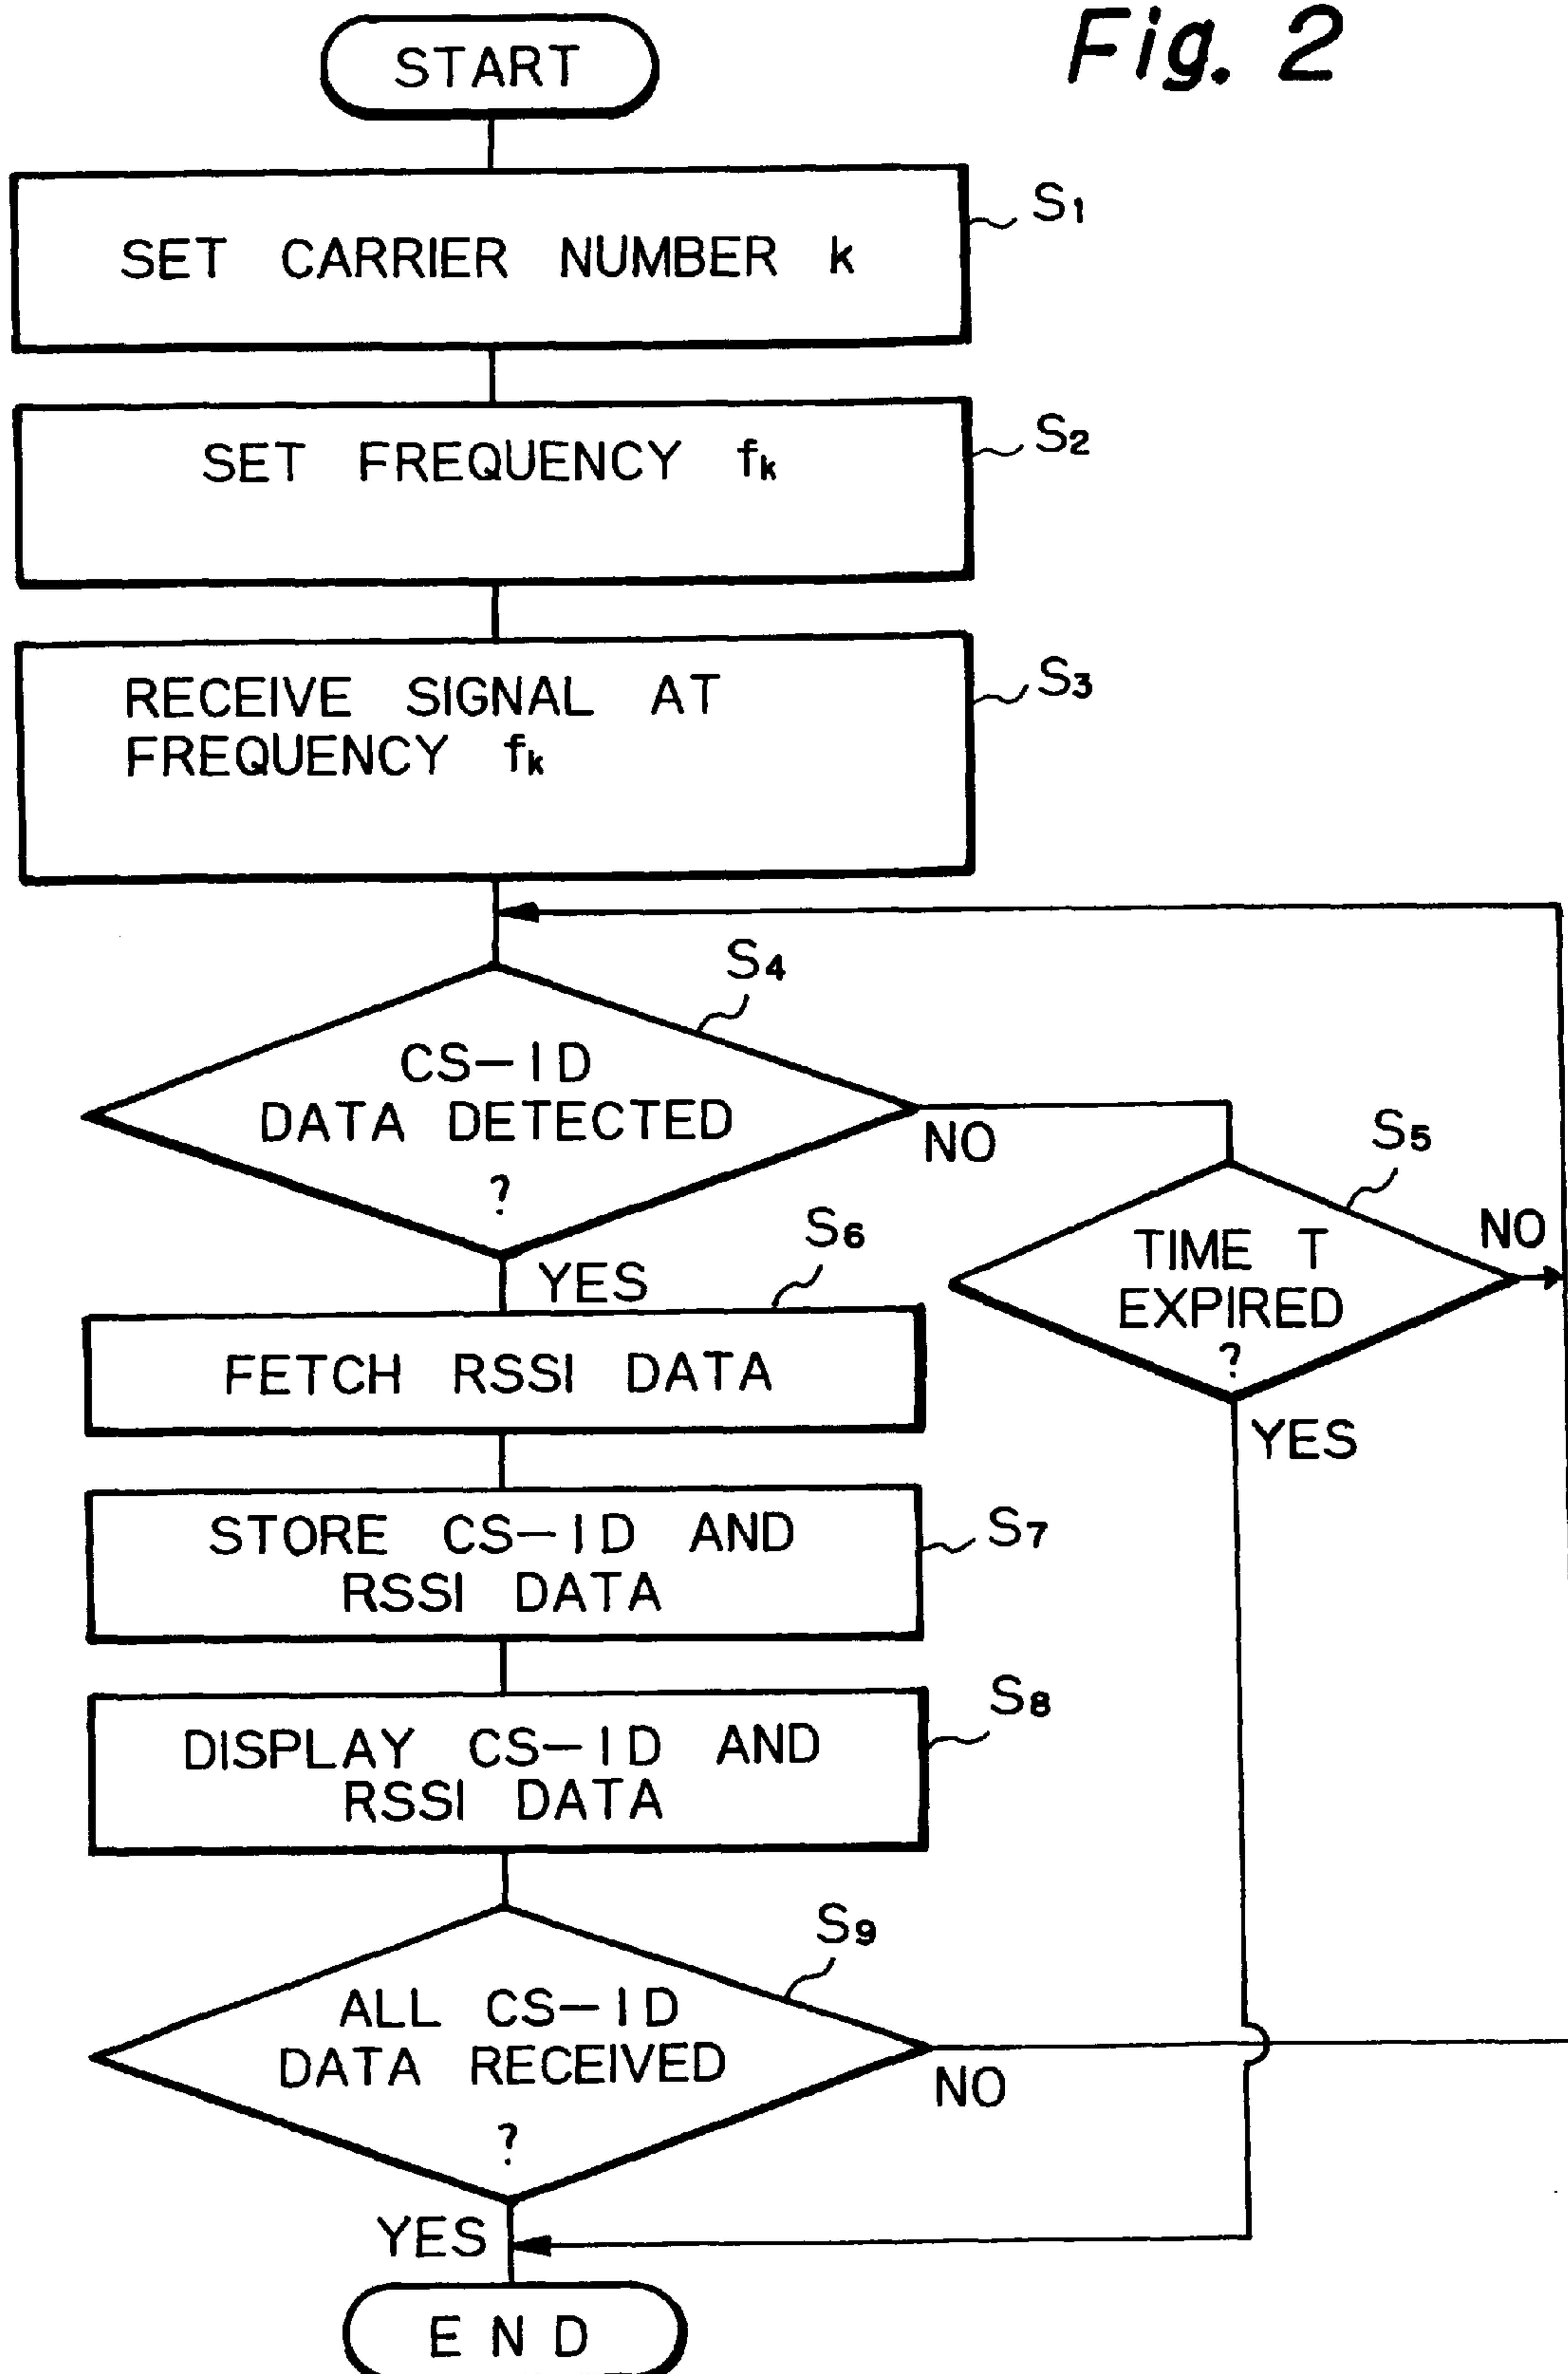 Fig. 2
START
S1
SET CARRIER NUMBER k
S2
SET FREQUENCY fk
S3
RECEIVE SIGNAL AT
FREQUENCY fk
S4
CS-ID
DATA DETECTED
?
NO
YES
S5
TIME T
EXPIRED
?
NO
YES
S6
FETCH RSSI DATA
S7
STORE CS-ID AND
RSSI DATA
S8
DISPLAY CS-ID AND
RSSI DATA
S9
ALL CS-ID
DATA RECEIVED
?
NO
YES
END